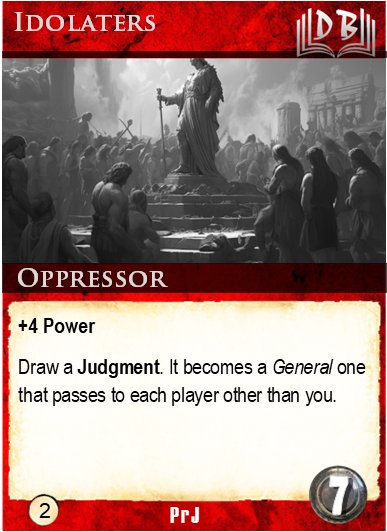 Idolaters
DB
Oppressor
+4 Power
Draw a Judgment. It becomes a General one
that passes to each player other than you.
2
PrJ
7